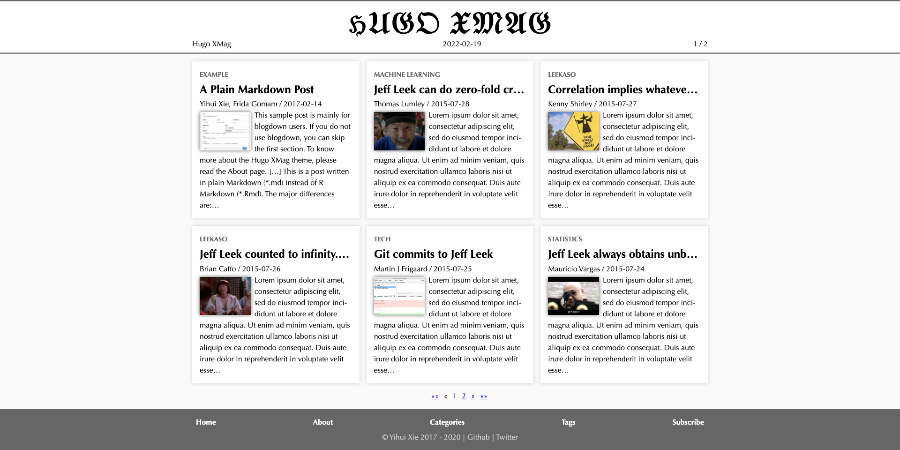 HUGO XMAG
Hugo XMag 2022-02-19 1 / 2
EXAMPLE
A Plain Markdown Post
Yihui Xie, Frida Gomam / 2017-02-14
This sample post is mainly for
blogdown users. If you do not
use blogdown, you can skip
the first section. To know
more about the Hugo XMag theme, please
read the About page. […] This is a post written
in plain Markdown (*.md) instead of R
Markdown (*.Rmd). The major differences
are:…
MACHINE LEARNING
Jeff Leek can do zero-fold cr…
Thomas Lumley / 2015-07-28
Lorem ipsum dolor sit amet,
consectetur adipiscing elit,
sed do eiusmod tempor inci-
didunt ut labore et dolore
magna aliqua. Ut enim ad minim veniam, quis
nostrud exercitation ullamco laboris nisi ut
aliquip ex ea commodo consequat. Duis aute
irure dolor in reprehenderit in voluptate velit
esse…
LEEKASO
Correlation implies whateve…
Kenny Shirley / 2015-07-27
Lorem ipsum dolor sit amet,
consectetur adipiscing elit,
sed do eiusmod tempor inci-
didunt ut labore et dolore
magna aliqua. Ut enim ad minim veniam, quis
nostrud exercitation ullamco laboris nisi ut
aliquip ex ea commodo consequat. Duis aute
irure dolor in reprehenderit in voluptate velit
esse…
LEEKASO
Jeff Leek counted to infinity.…
Brian Caffo / 2015-07-26
Lorem ipsum dolor sit amet,
consectetur adipiscing elit,
sed do eiusmod tempor inci-
didunt ut labore et dolore
magna aliqua. Ut enim ad minim veniam, quis
nostrud exercitation ullamco laboris nisi ut
aliquip ex ea commodo consequat. Duis aute
irure dolor in reprehenderit in voluptate velit
esse…
TECH
Git commits to Jeff Leek
Martin J Frigaard / 2015-07-25
Lorem ipsum dolor sit amet,
consectetur adipiscing elit,
sed do eiusmod tempor inci-
didunt ut labore et dolore
magna aliqua. Ut enim ad minim veniam, quis
nostrud exercitation ullamco laboris nisi ut
aliquip ex ea commodo consequat. Duis aute
irure dolor in reprehenderit in voluptate velit
esse…
STATISTICS
Jeff Leek always obtains unb…
Mauricio Vargas / 2015-07-24
Lorem ipsum dolor sit amet,
consectetur adipiscing elit,
sed do eiusmod tempor inci-
didunt ut labore et dolore
magna aliqua. Ut enim ad minim veniam, quis
nostrud exercitation ullamco laboris nisi ut
aliquip ex ea commodo consequat. Duis aute
irure dolor in reprehenderit in voluptate velit
esse…
«« « 1 2 » »»
Home About Categories Tags Subscribe
© Yihui Xie 2017 - 2020 | Github | Twitter